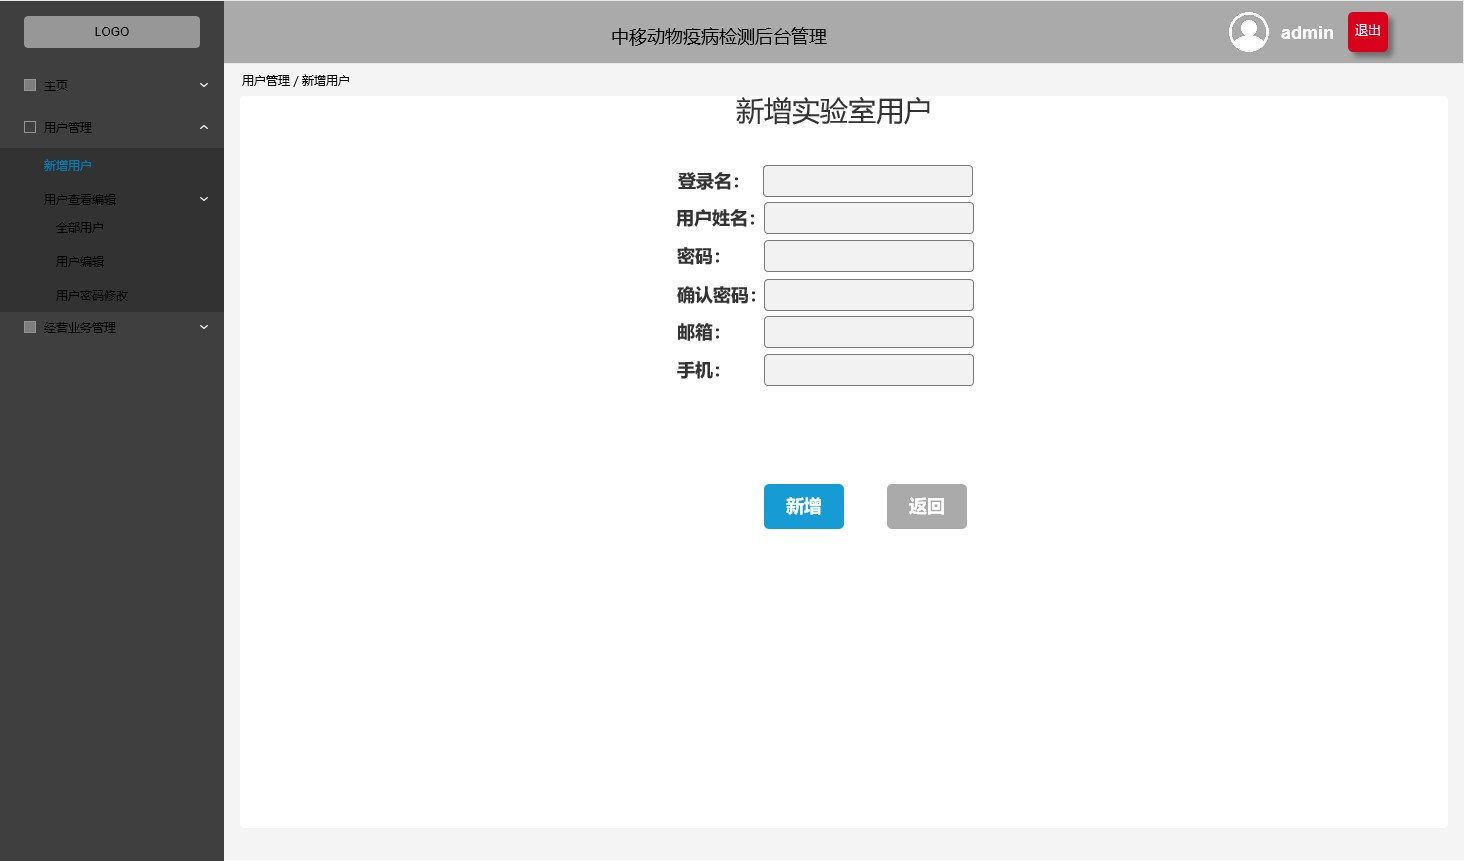 LOGO
中移动物疫病检测后台管理
admin
退出
主页
用户管理
新增用户
用户查看编辑
全部用户
用户编辑
用户密码修改
经营业务管理
用户管理 / 新增用户
新增实验室用户
登录名：
用户姓名：
密码：
确认密码：
邮箱：
手机：
新增
返回